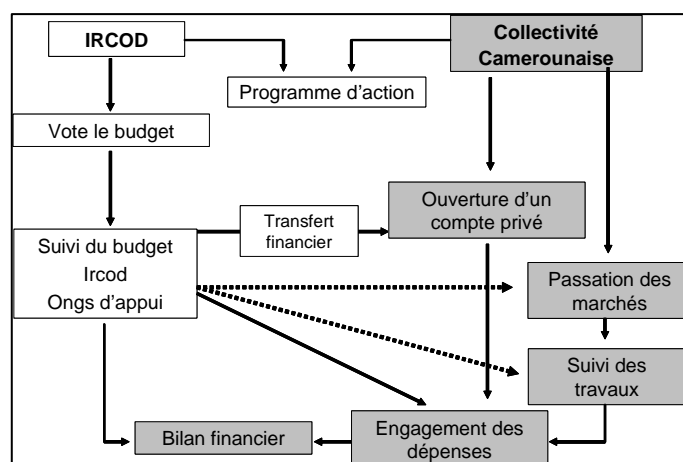 IRCOD
Collectivité
Camerounaise
Programme d'action
Vote le budget
Ouverture d'un
compte privé
Transfert
financier
Suivi du budget
Ircod
Ongs d'appui
Passation des
marchés
Suivi des
travaux
Bilan financier
Engagement des
dépenses